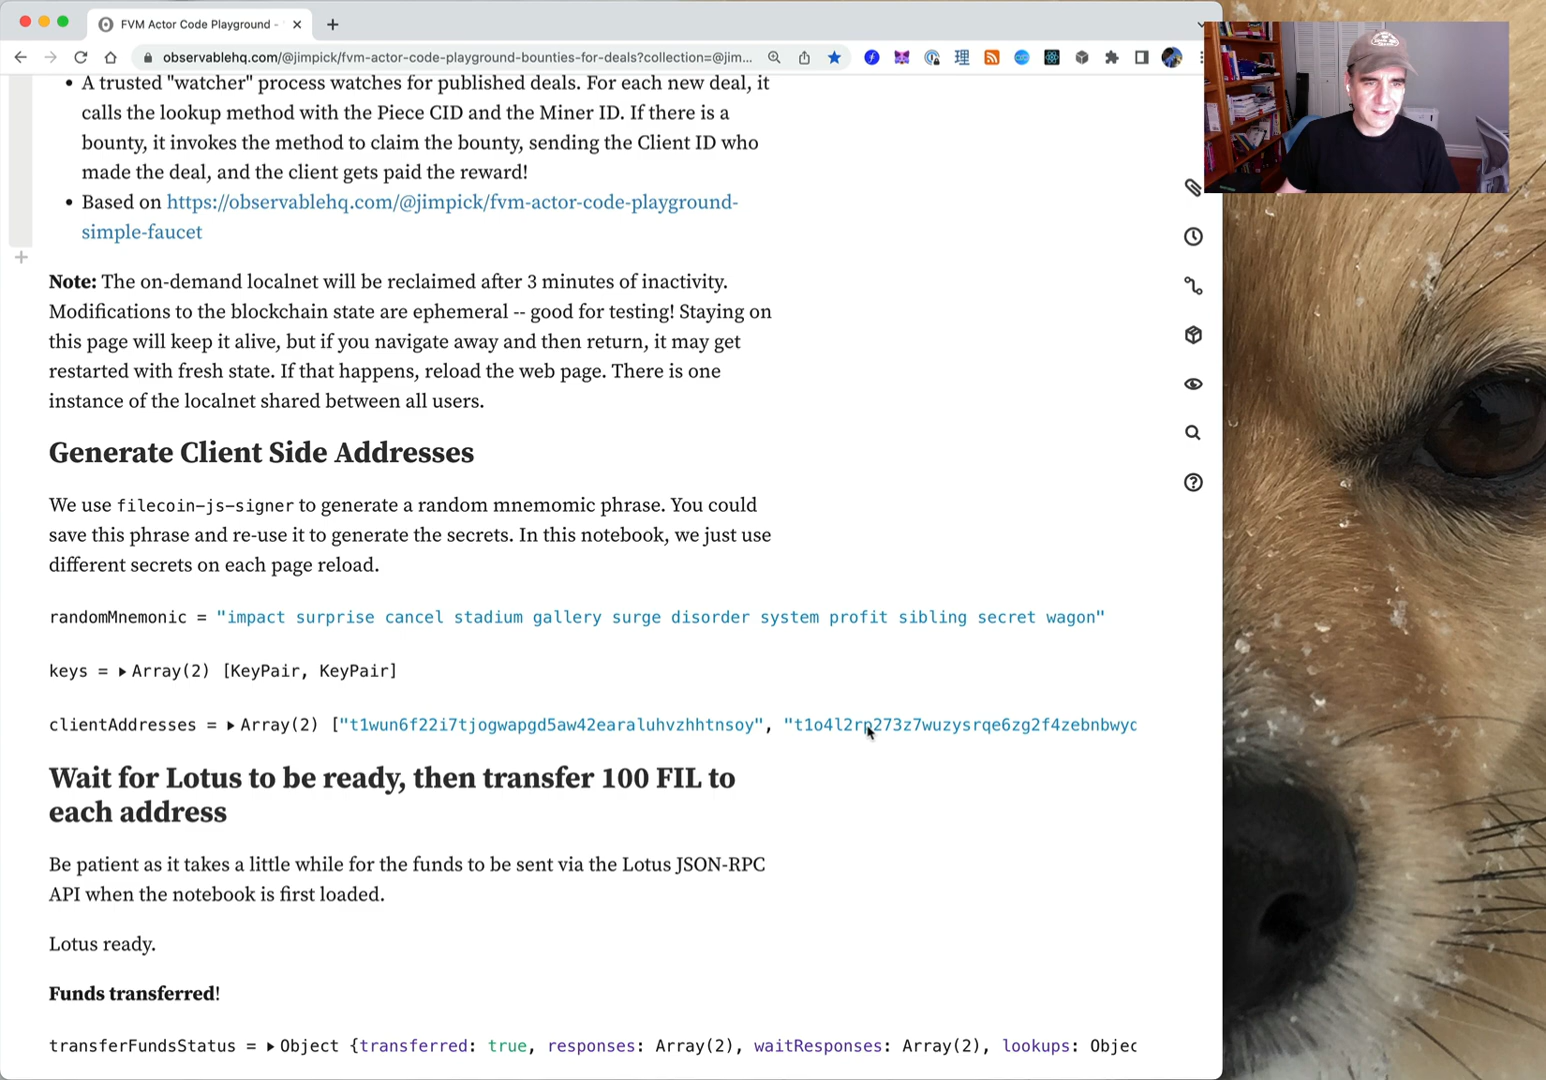 FVM Actor Code Playground -
observablehq.com/@jimpick/fvm-actor-code-playground-bounties-for-deals?collection=@jim...
• A trusted "watcher" process watches for published deals. For each new deal, it
calls the lookup method with the Piece CID and the Miner ID. If there is a
bounty, it invokes the method to claim the bounty, sending the Client ID who
made the deal, and the client gets paid the reward!
• Based on https://observablehq.com/@jimpick/fvm-actor-code-playground-
simple-faucet
Note: The on-demand localnet will be reclaimed after 3 minutes of inactivity.
Modifications to the blockchain state are ephemeral -- good for testing! Staying on
this page will keep it alive, but if you navigate away and then return, it may get
restarted with fresh state. If that happens, reload the web page. There is one
instance of the localnet shared between all users.
Generate Client Side Addresses
We use filecoin-js-signer to generate a random mnemomic phrase. You could
save this phrase and re-use it to generate the secrets. In this notebook, we just use
different secrets on each page reload.
randomMnemonic = "impact surprise cancel stadium gallery surge disorder system profit sibling secret wagon"
keys = ▸Array(2) [KeyPair, KeyPair]
clientAddresses = ▸Array(2) ["t1wun6f22i7tjogwapgd5aw42earaluhvzhhtnsoy", "t1o4l2rp273z7wuzysrqe6zg2f4zebnbwyc
Wait for Lotus to be ready, then transfer 100 FIL to
each address
Be patient as it takes a little while for the funds to be sent via the Lotus JSON-RPC
API when the notebook is first loaded.
Lotus ready.
Funds transferred!
transferFundsStatus = ▸Object {transferred: true, responses: Array(2), waitResponses: Array(2), lookups: Objec